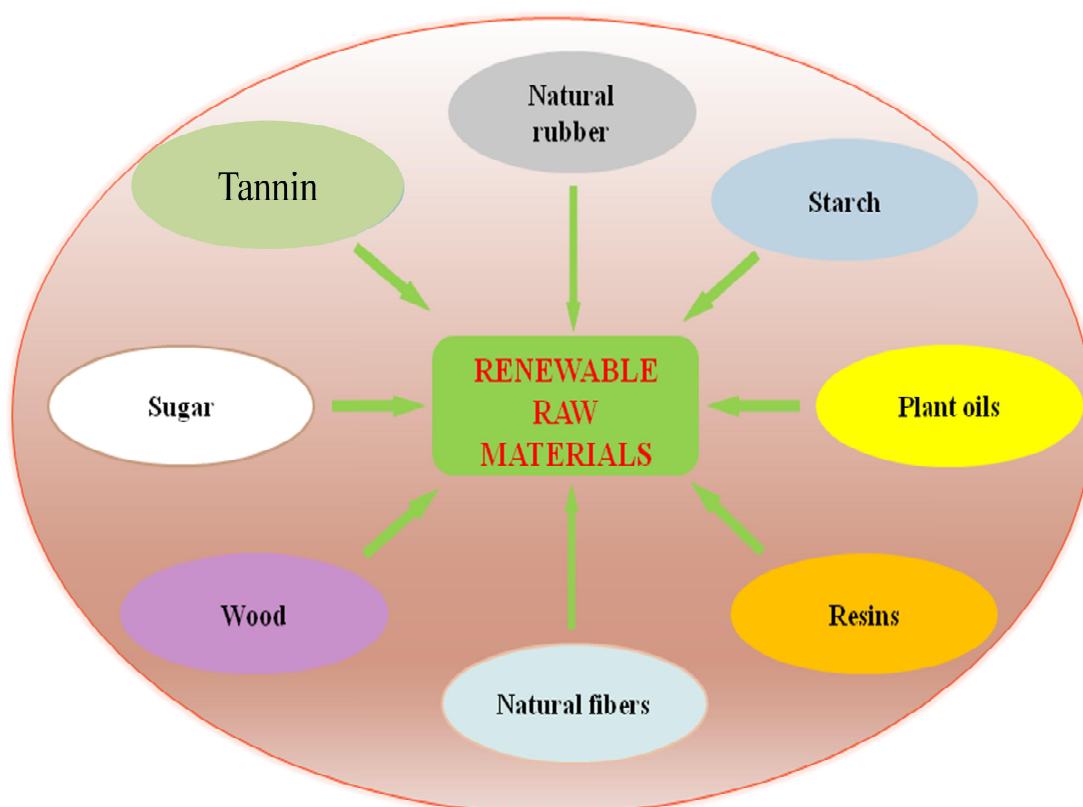 Natural
rubber
Tannin
Starch
RENEWABLE
RAW
MATERIALS
Sugar
Plant oils
Wood
Resins
Natural fibers